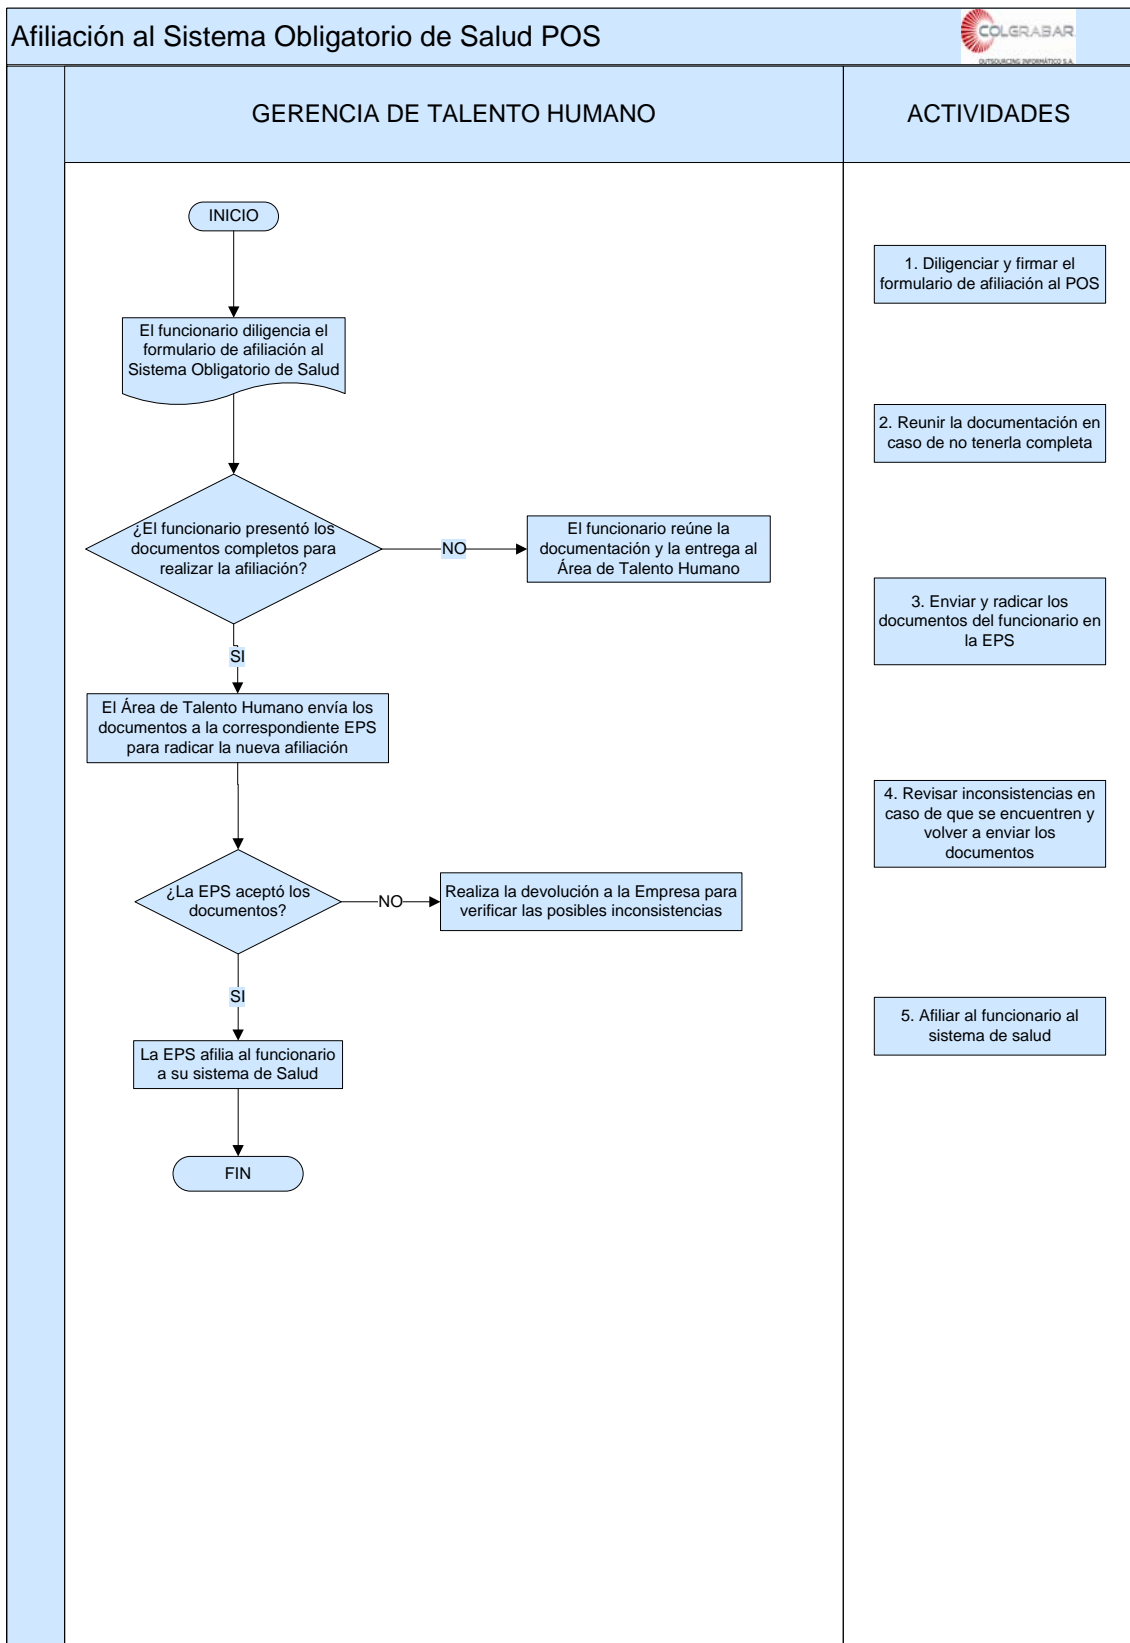 Afiliación al Sistema Obligatorio de Salud POS
COLGRABAR
OUTSOURCING INFORMÁTICO S.A.
GERENCIA DE TALENTO HUMANO
ACTIVIDADES
INICIO
El funcionario diligencia el
formulario de afiliación al
Sistema Obligatorio de Salud
¿El funcionario presentó los
documentos completos para
realizar la afiliación?
NO
El funcionario reúne la
documentación y la entrega al
Área de Talento Humano
SI
El Área de Talento Humano envía los
documentos a la correspondiente EPS
para radicar la nueva afiliación
¿La EPS aceptó los
documentos?
NO
Realiza la devolución a la Empresa para
verificar las posibles inconsistencias
SI
La EPS afilia al funcionario
a su sistema de Salud
FIN
1. Diligenciar y firmar el
formulario de afiliación al POS
2. Reunir la documentación en
caso de no tenerla completa
3. Enviar y radicar los
documentos del funcionario en
la EPS
4. Revisar inconsistencias en
caso de que se encuentren y
volver a enviar los
documentos
5. Afiliar al funcionario al
sistema de salud